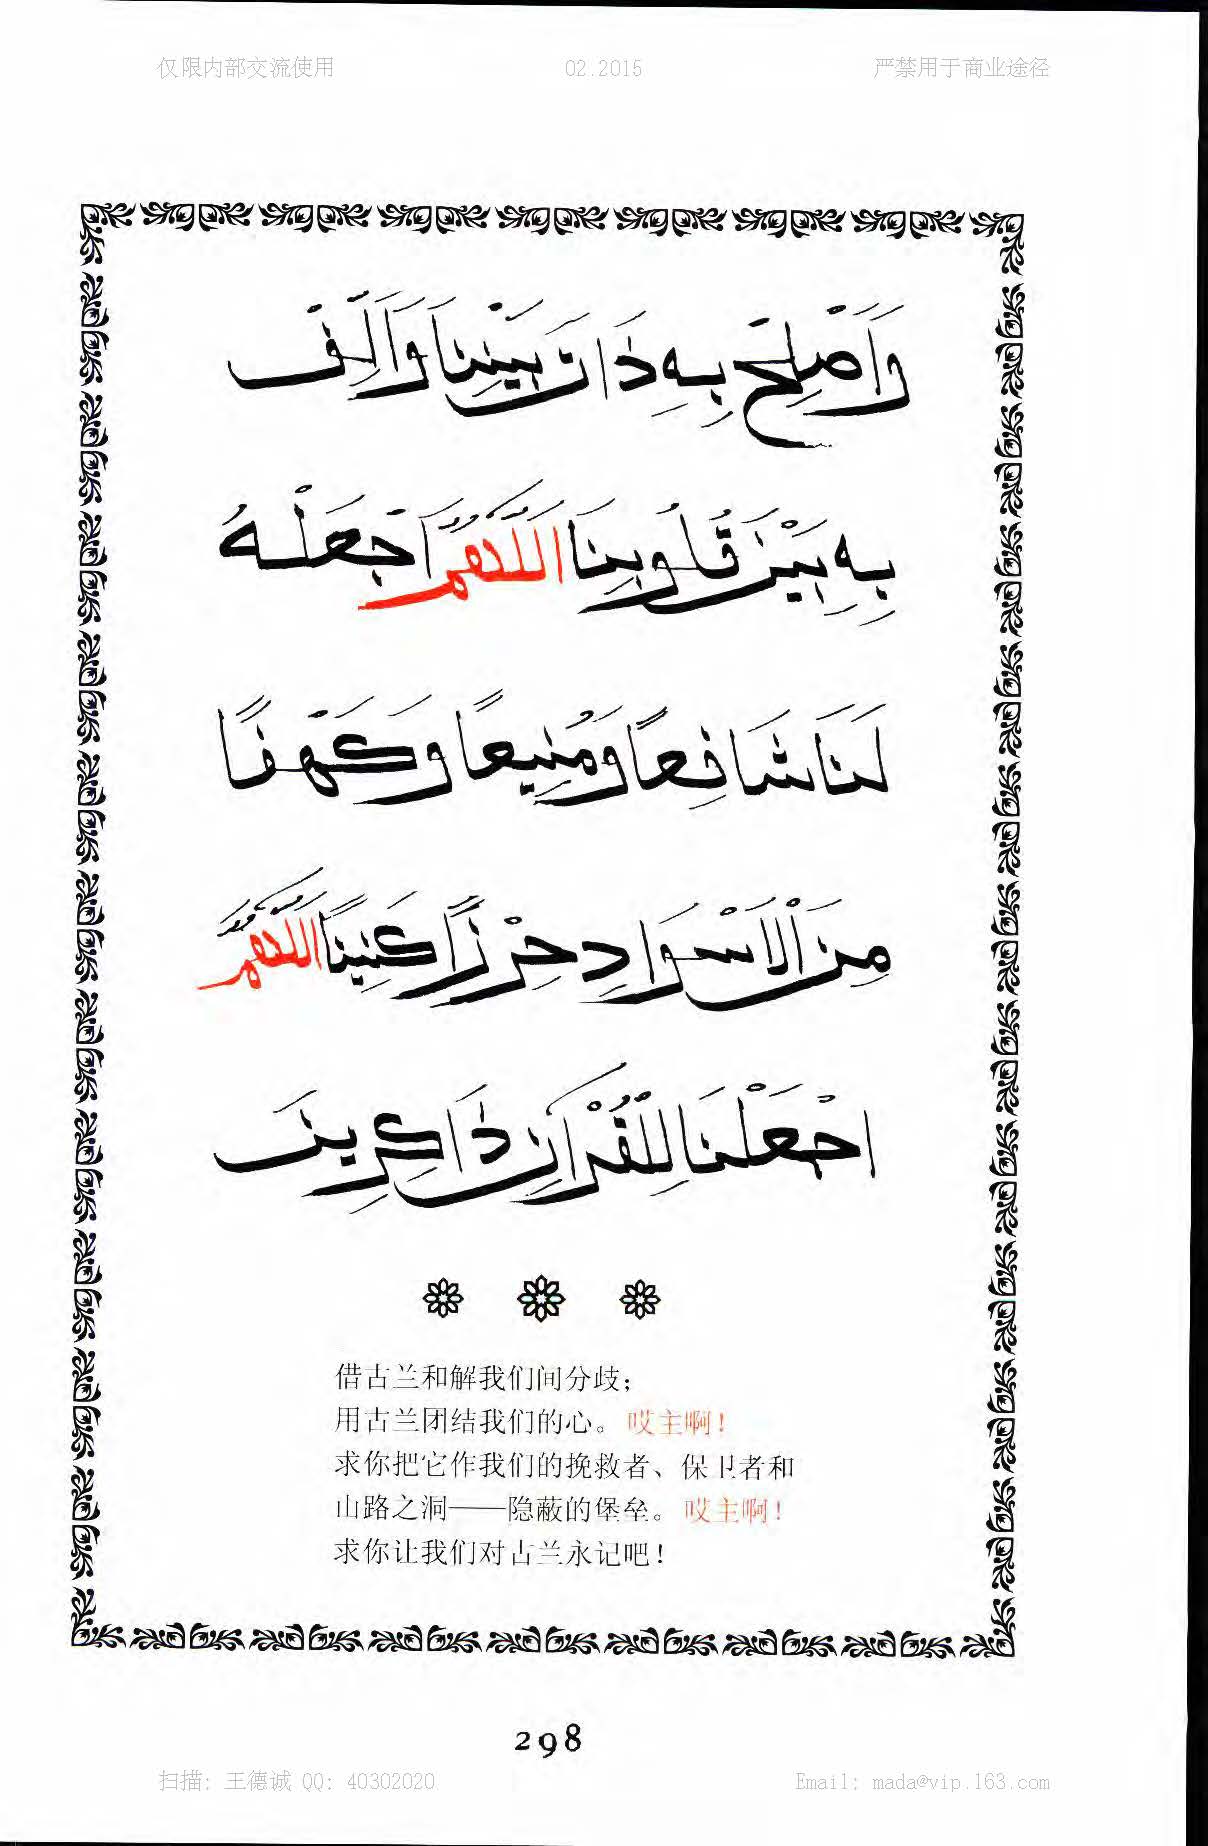 仅限内部交流使用 02.2015 严禁用于商业途径
وَاَصْلِحْ بِهِ ذَاتَ بَيْنِنَا وَاَلِّفْ
بِهِ بَيْنَ قُلُوبِنَا اَللّٰهُمَّ اجْعَلْهُ
لَنَا شَافِعًا وَمَنِيعًا وَكَهْفًا
مِنَ الْاَسْوَادِ حِرْزًا كَنِينًا اَللّٰهُمَّ
اجْعَلْنَا لِلْقُرْآنِ ذَاكِرِينَ
借古兰和解我们间分歧；
用古兰团结我们的心。哎主啊！
求你把它作我们的挽救者、保卫者和
山路之洞——隐蔽的堡垒。哎主啊！
求你让我们对古兰永记吧！
298
扫描: 王德诚 QQ: 40302020 Email: mada@vip.163.com